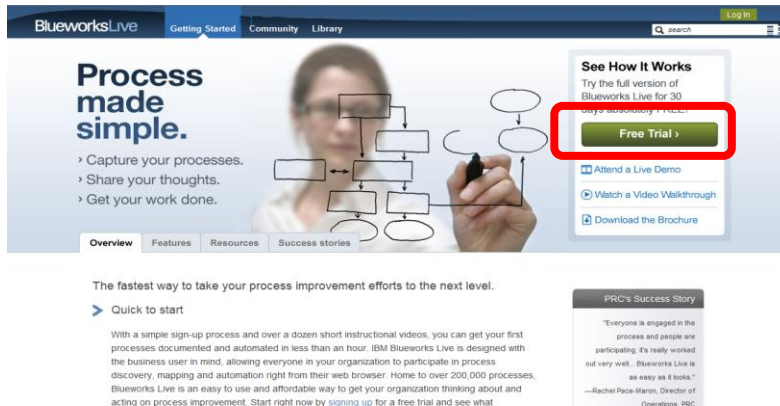 Log In
BlueworksLive
Getting Started
Community
Library
search
Process
made
simple.
› Capture your processes.
› Share your thoughts.
› Get your work done.
See How It Works
Try the full version of
Blueworks Live for 30
days absolutely FREE!
Free Trial ›
Attend a Live Demo
Watch a Video Walkthrough
Download the Brochure
Overview
Features
Resources
Success stories
The fastest way to take your process improvement efforts to the next level.
Quick to start
With a simple sign-up process and over a dozen short instructional videos, you can get your first
processes documented and automated in less than an hour. IBM Blueworks Live is designed with
the business user in mind, allowing everyone in your organization to participate in process
discovery, mapping and automation right from their web browser. Home to over 200,000 processes,
Blueworks Live is an easy to use and affordable way to get your organization thinking about and
acting on process improvement. Start right now by signing up for a free trial and see what
PRC's Success Story
"Everyone is engaged in the
process and people are
participating; it's really worked
out very well... Blueworks Live is
as easy as it looks."
—Rachel Pace-Maron, Director of
Operations, PRC